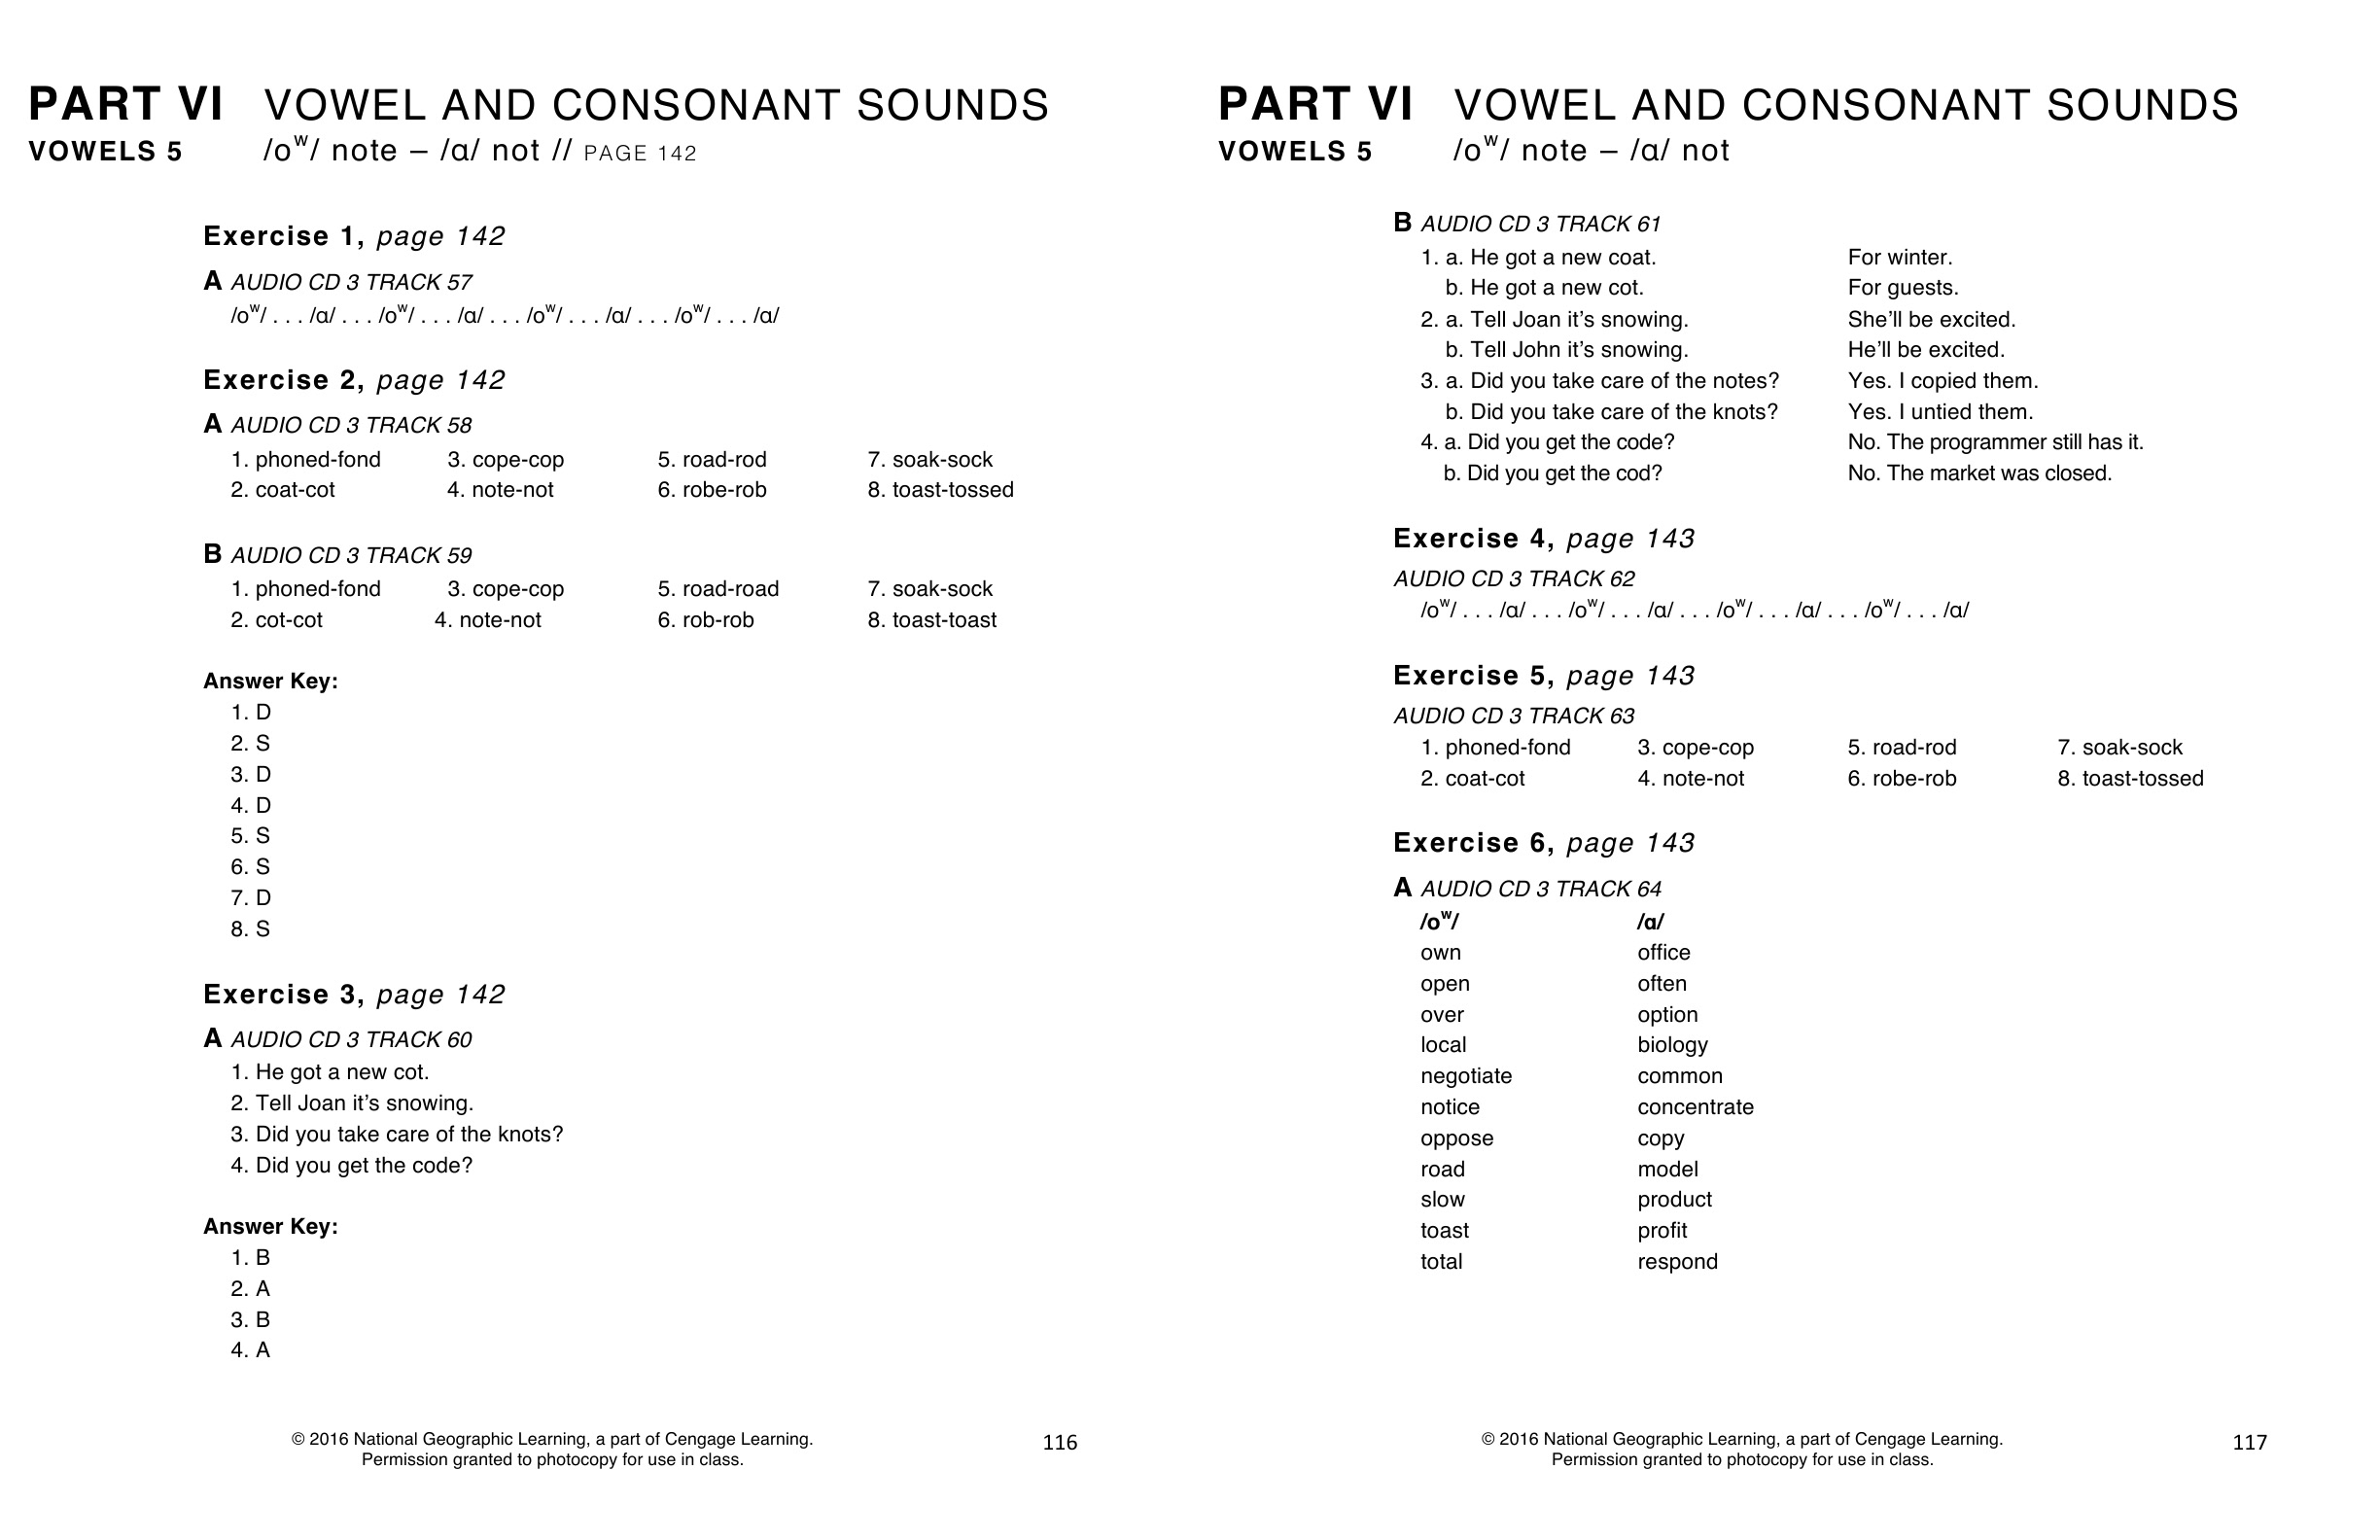 PART VI VOWEL AND CONSONANT SOUNDS
VOWELS 5 /oʷ/ note – /ɑ/ not // PAGE 142
Exercise 1, page 142
A AUDIO CD 3 TRACK 57
/oʷ/ . . . /ɑ/ . . . /oʷ/ . . . /ɑ/ . . . /oʷ/ . . . /ɑ/ . . . /oʷ/ . . . /ɑ/
Exercise 2, page 142
A AUDIO CD 3 TRACK 58
1. phoned-fond 3. cope-cop 5. road-rod 7. soak-sock
2. coat-cot 4. note-not 6. robe-rob 8. toast-tossed
B AUDIO CD 3 TRACK 59
1. phoned-fond 3. cope-cop 5. road-road 7. soak-sock
2. cot-cot 4. note-not 6. rob-rob 8. toast-toast
Answer Key:
1. D
2. S
3. D
4. D
5. S
6. S
7. D
8. S
Exercise 3, page 142
A AUDIO CD 3 TRACK 60
1. He got a new cot.
2. Tell Joan it’s snowing.
3. Did you take care of the knots?
4. Did you get the code?
Answer Key:
1. B
2. A
3. B
4. A
© 2016 National Geographic Learning, a part of Cengage Learning. 116
Permission granted to photocopy for use in class.
PART VI VOWEL AND CONSONANT SOUNDS
VOWELS 5 /oʷ/ note – /ɑ/ not
B AUDIO CD 3 TRACK 61
1. a. He got a new coat. For winter.
b. He got a new cot. For guests.
2. a. Tell Joan it’s snowing. She’ll be excited.
b. Tell John it’s snowing. He’ll be excited.
3. a. Did you take care of the notes? Yes. I copied them.
b. Did you take care of the knots? Yes. I untied them.
4. a. Did you get the code? No. The programmer still has it.
b. Did you get the cod? No. The market was closed.
Exercise 4, page 143
AUDIO CD 3 TRACK 62
/oʷ/ . . . /ɑ/ . . . /oʷ/ . . . /ɑ/ . . . /oʷ/ . . . /ɑ/ . . . /oʷ/ . . . /ɑ/
Exercise 5, page 143
AUDIO CD 3 TRACK 63
1. phoned-fond 3. cope-cop 5. road-rod 7. soak-sock
2. coat-cot 4. note-not 6. robe-rob 8. toast-tossed
Exercise 6, page 143
A AUDIO CD 3 TRACK 64
/oʷ/ /ɑ/
own office
open often
over option
local biology
negotiate common
notice concentrate
oppose copy
road model
slow product
toast profit
total respond
© 2016 National Geographic Learning, a part of Cengage Learning. 117
Permission granted to photocopy for use in class.